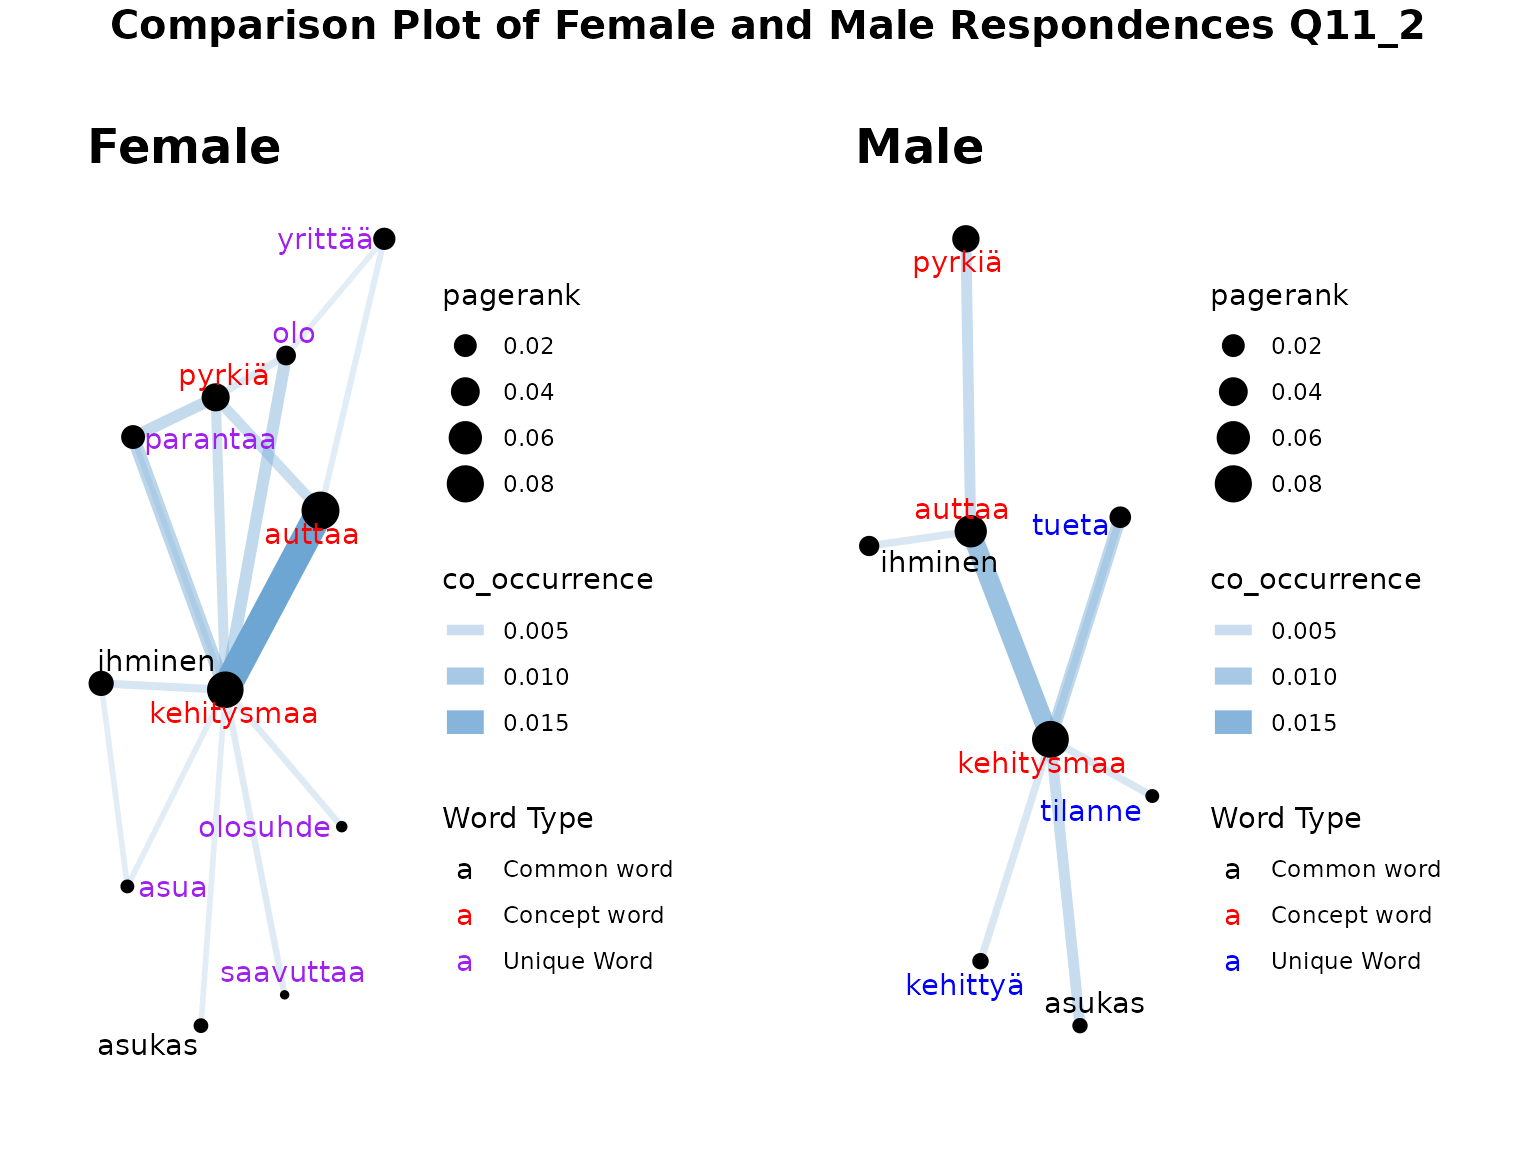 Comparison Plot of Female and Male Respondences Q11_2
Female
yrittää
olo
pyrkiä
parantaa
auttaa
ihminen
kehitysmaa
olosuhde
asua
saavuttaa
asukas
pagerank
0.02
0.04
0.06
0.08
co_occurrence
0.005
0.010
0.015
Word Type
a Common word
a Concept word
a Unique Word
Male
pyrkiä
auttaa
tueta
ihminen
kehitysmaa
tilanne
kehittyä
asukas
pagerank
0.02
0.04
0.06
0.08
co_occurrence
0.005
0.010
0.015
Word Type
a Common word
a Concept word
a Unique Word